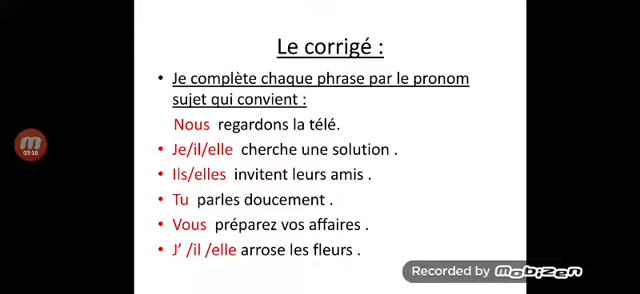 Le corrigé :
• Je complète chaque phrase par le pronom
sujet qui convient :
Nous regardons la télé.
• Je/il/elle cherche une solution .
• Ils/elles invitent leurs amis .
• Tu parles doucement .
• Vous préparez vos affaires .
• J’ /il /elle arrose les fleurs .
03:10
Recorded by Mobizen